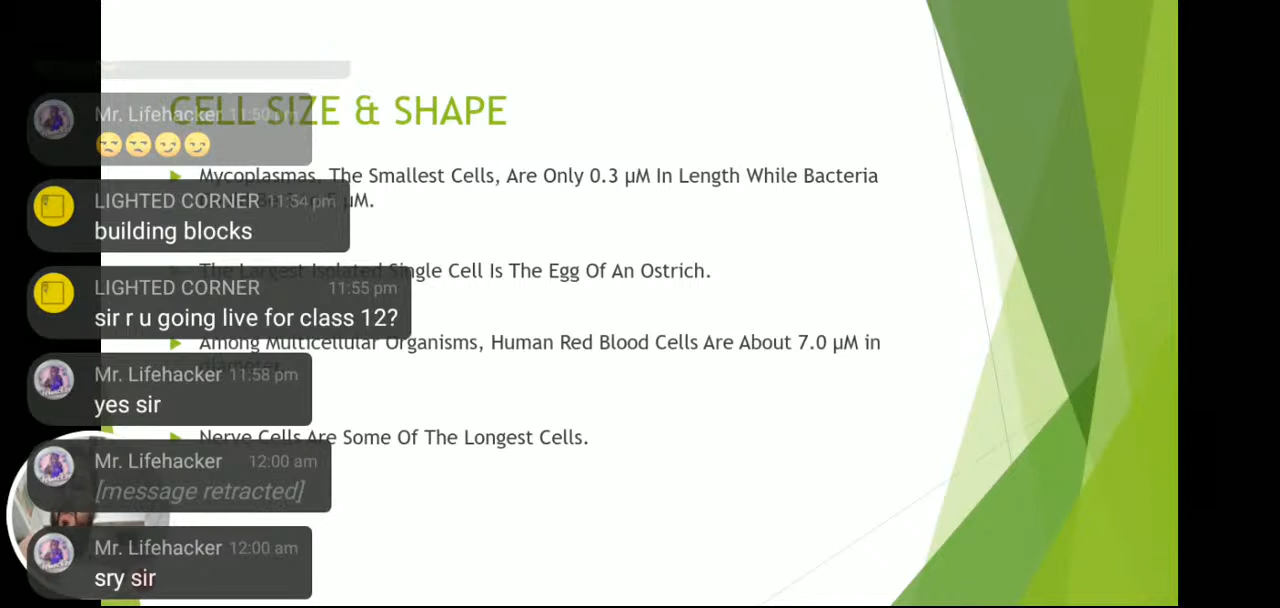 CELL SIZE & SHAPE
Mycoplasmas, The Smallest Cells, Are Only 0.3 µM In Length While Bacteria
µM.
The Largest Isolated Single Cell Is The Egg Of An Ostrich.
Among Multicellular Organisms, Human Red Blood Cells Are About 7.0 µM in
Nerve Cells Are Some Of The Longest Cells.
Mr. Lifehacker 11:50 pm
😒😒😏😏
LIGHTED CORNER 11:54 pm
building blocks
LIGHTED CORNER 11:55 pm
sir r u going live for class 12?
Mr. Lifehacker 11:58 pm
yes sir
Mr. Lifehacker 12:00 am
[message retracted]
Mr. Lifehacker 12:00 am
sry sir